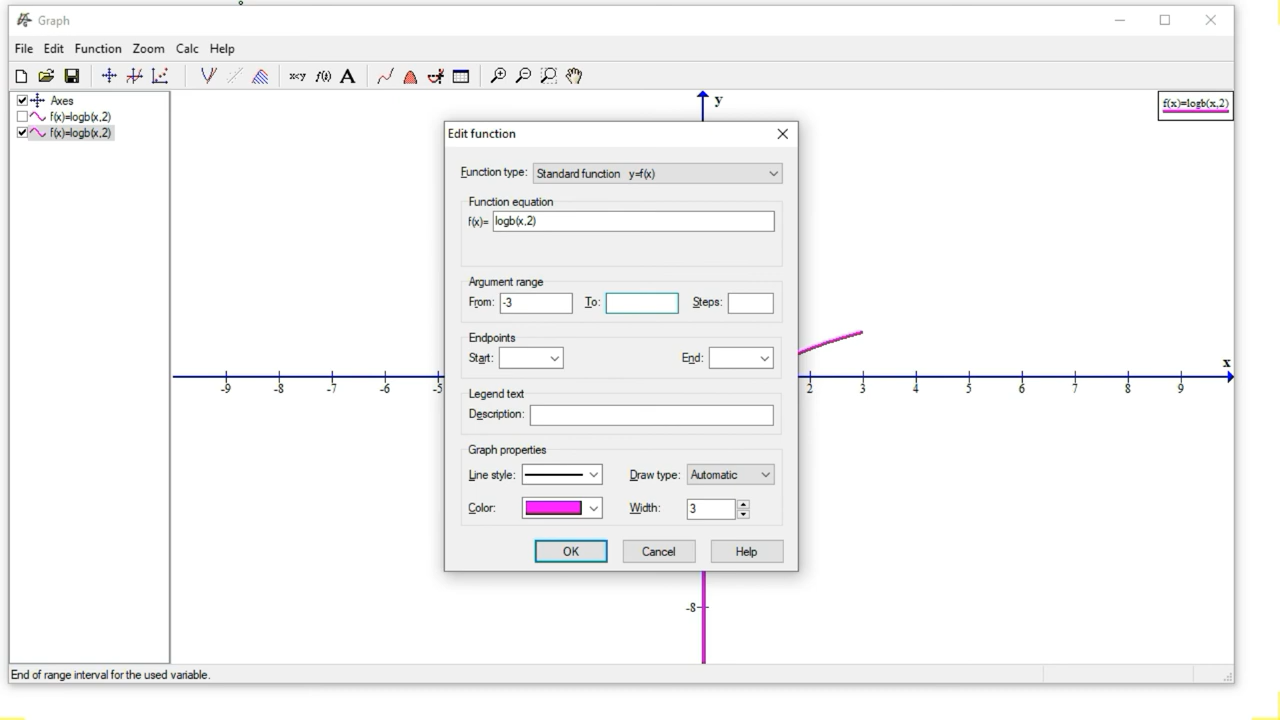 Graph
File Edit Function Zoom Calc Help
Axes
f(x)=logb(x,2)
f(x)=logb(x,2)
y
f(x)=logb(x,2)
Edit function
Function type: Standard function y=f(x)
Function equation
f(x)= logb(x,2)
Argument range
From: -3 To: Steps:
Endpoints
Start: End:
Legend text
Description:
Graph properties
Line style: Draw type: Automatic
Color: Width: 3
OK Cancel Help
x
-9 -8 -7 -6 -5 2 3 4 5 6 7 8 9
-8
End of range interval for the used variable.